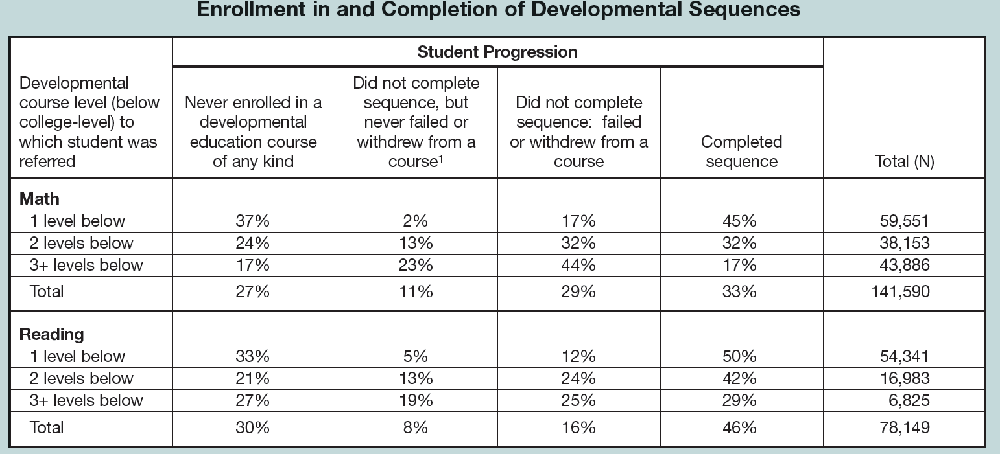 Enrollment in and Completion of Developmental Sequences
Student Progression
Developmental
course level (below
college-level) to
which student was
referred
Never enrolled in a
developmental
education course
of any kind
Did not complete
sequence, but
never failed or
withdrew from a
course¹
Did not complete
sequence: failed
or withdrew from a
course
Completed
sequence
Total (N)
Math
1 level below 37% 2% 17% 45% 59,551
2 levels below 24% 13% 32% 32% 38,153
3+ levels below 17% 23% 44% 17% 43,886
Total 27% 11% 29% 33% 141,590
Reading
1 level below 33% 5% 12% 50% 54,341
2 levels below 21% 13% 24% 42% 16,983
3+ levels below 27% 19% 25% 29% 6,825
Total 30% 8% 16% 46% 78,149